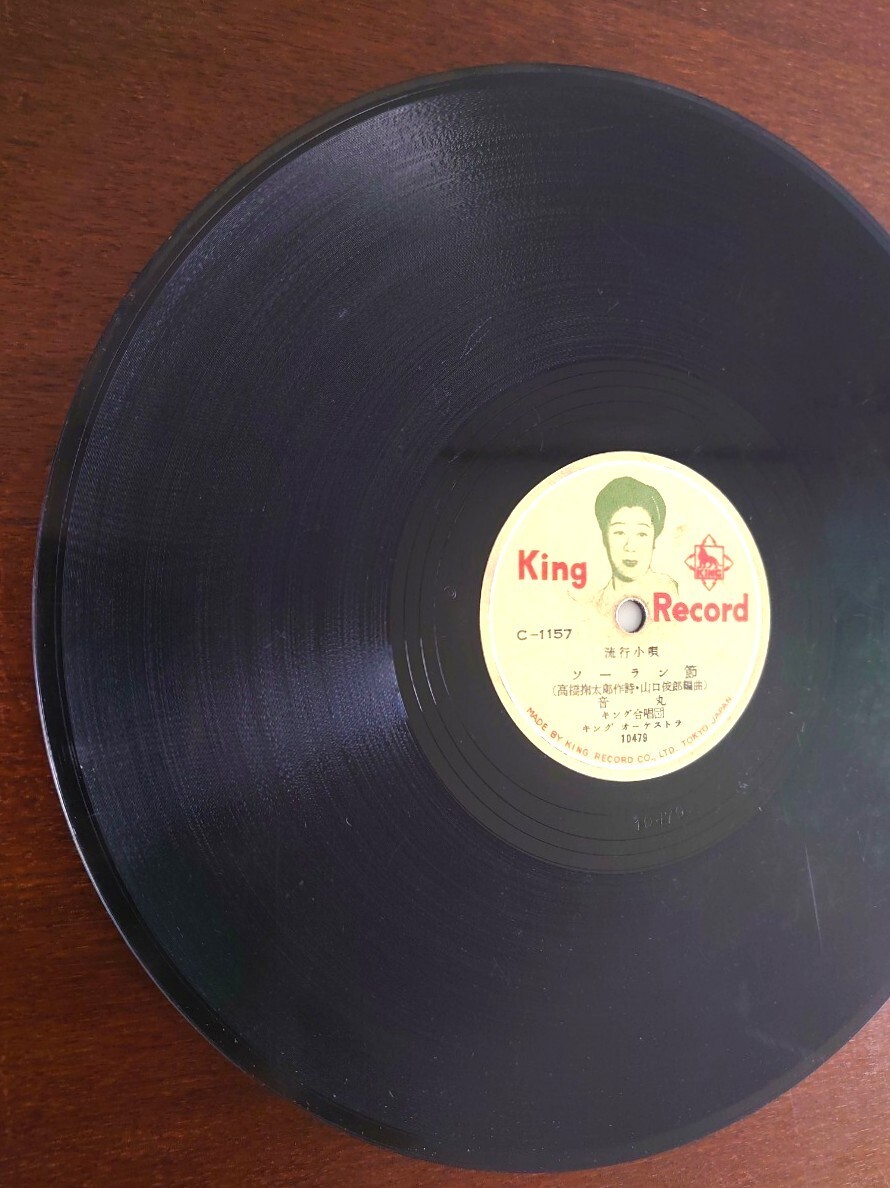 King
KING
Record
C-1157
流行小唄
ソーラン節
(高橋掬太郎作詩・山口俊郎編曲)
音丸
キング合唱団
キングオーケストラ
10479
MADE BY KING RECORD CO., LTD. TOKYO JAPAN
10479